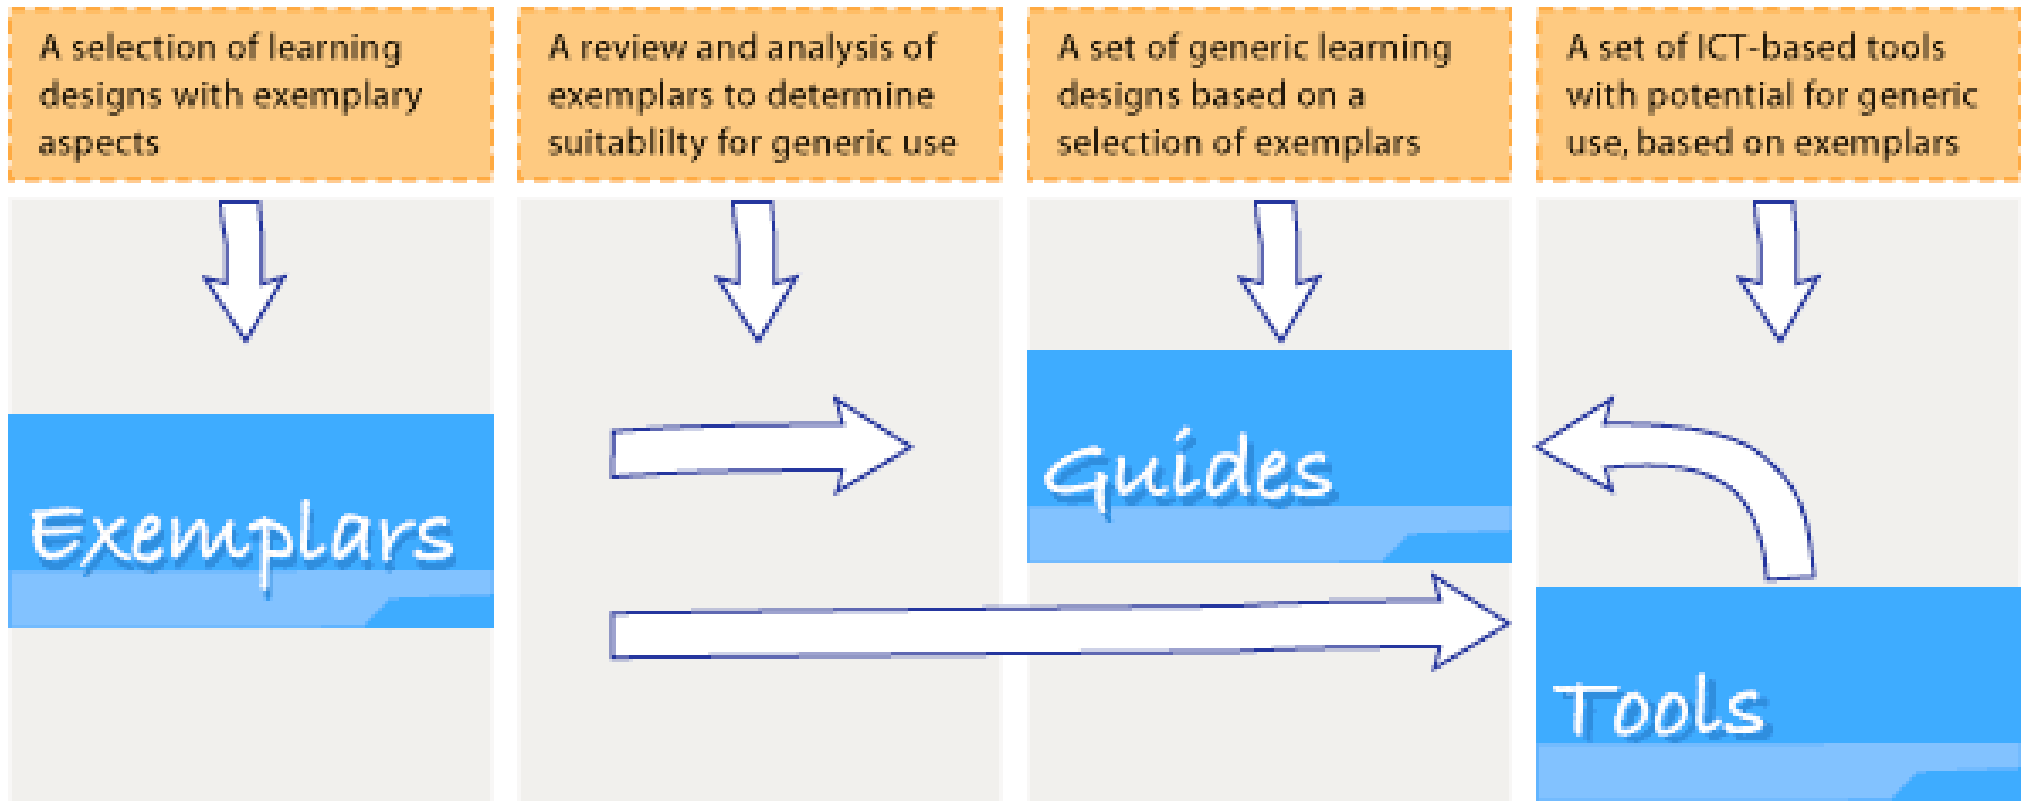 A selection of learning
designs with exemplary
aspects
A review and analysis of
exemplars to determine
suitablilty for generic use
A set of generic learning
designs based on a
selection of exemplars
A set of ICT-based tools
with potential for generic
use, based on exemplars
Exemplars
Guides
Tools